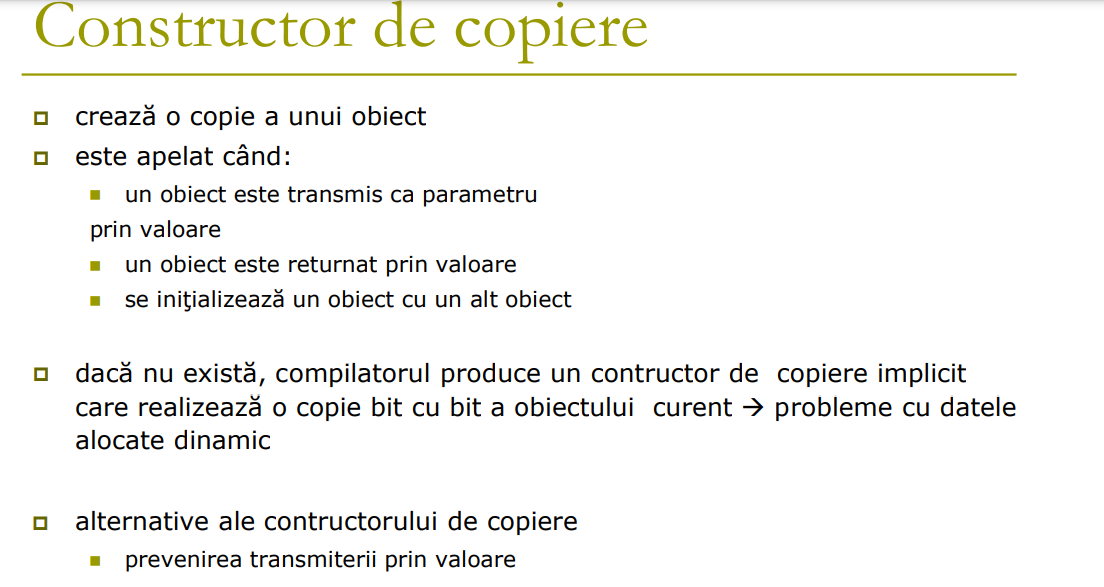 Constructor de copiere
crează o copie a unui obiect
este apelat când:
un obiect este transmis ca parametru
prin valoare
un obiect este returnat prin valoare
se iniţializează un obiect cu un alt obiect
dacă nu există, compilatorul produce un contructor de copiere implicit
care realizează o copie bit cu bit a obiectului curent → probleme cu datele
alocate dinamic
alternative ale contructorului de copiere
prevenirea transmiterii prin valoare